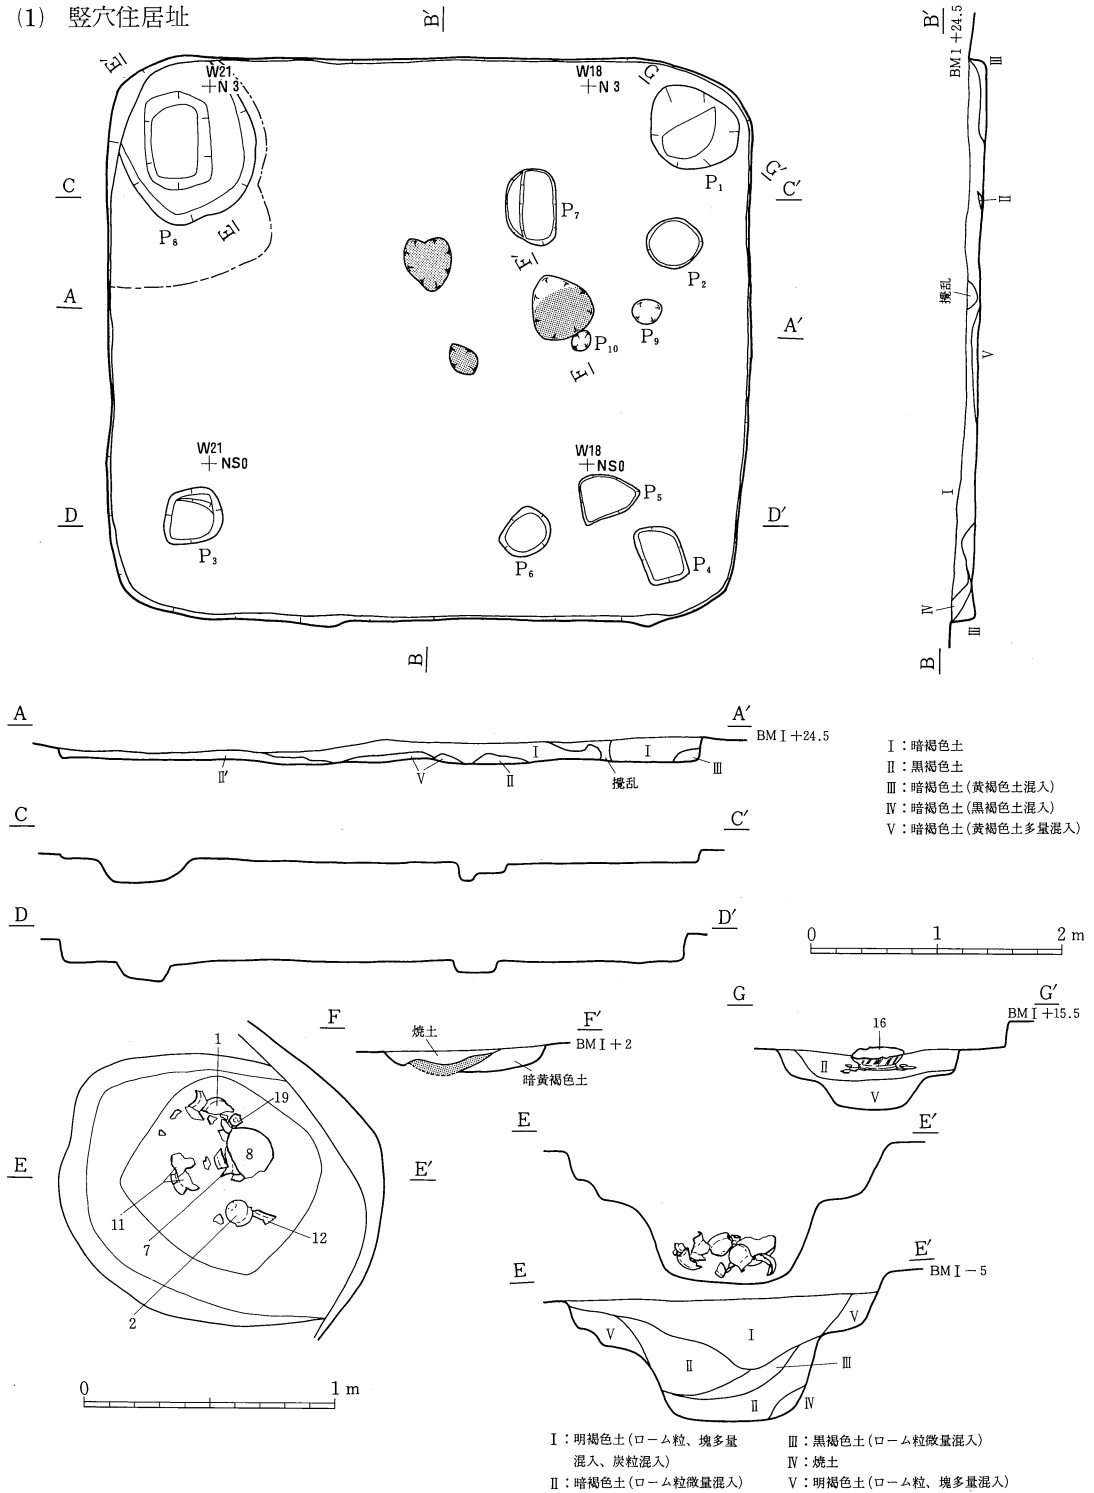 (1) 竪穴住居址
B′
E′
W21
N3
W18
N3
G
G′
C
C′
P₁
P₇
P₈
E
F′
P₂
A
A′
P₉
P₁₀
F
W21
NS0
W18
NS0
P₅
D
D′
P₃
P₆
P₄
B
B′
BMⅠ+24.5
Ⅲ
Ⅱ
攪乱
Ⅴ
Ⅰ
Ⅳ
Ⅲ
B
A
A′
BMⅠ+24.5
Ⅰ
Ⅰ
Ⅱ′
Ⅴ
Ⅱ
攪乱
Ⅲ
Ⅰ：暗褐色土
Ⅱ：黒褐色土
Ⅲ：暗褐色土(黄褐色土混入)
Ⅳ：暗褐色土(黒褐色土混入)
Ⅴ：暗褐色土(黄褐色土多量混入)
C
C′
D
D′
0 1 2 m
F
F′
BMⅠ+2
焼土
暗黄褐色土
G
G′
BMⅠ+15.5
16
Ⅱ
Ⅴ
1
19
8
E
E′
11
7
12
2
0 1 m
E
E′
E
E′
BMⅠ−5
Ⅴ
Ⅰ
Ⅴ
Ⅱ
Ⅲ
Ⅱ
Ⅳ
Ⅰ：明褐色土(ローム粒、塊多量
混入、炭粒混入)
Ⅱ：暗褐色土(ローム粒微量混入)
Ⅲ：黒褐色土(ローム粒微量混入)
Ⅳ：焼土
Ⅴ：明褐色土(ローム粒、塊多量混入)